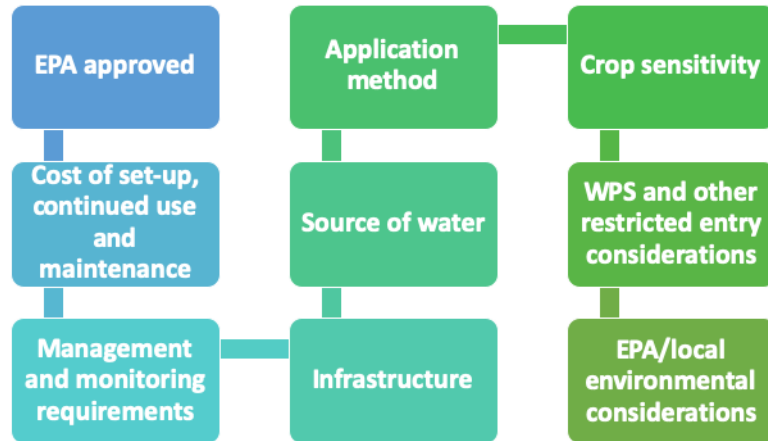 EPA approved
Cost of set-up,
continued use
and
maintenance
Management
and monitoring
requirements
Infrastructure
Source of water
Application
method
Crop sensitivity
WPS and other
restricted entry
considerations
EPA/local
environmental
considerations